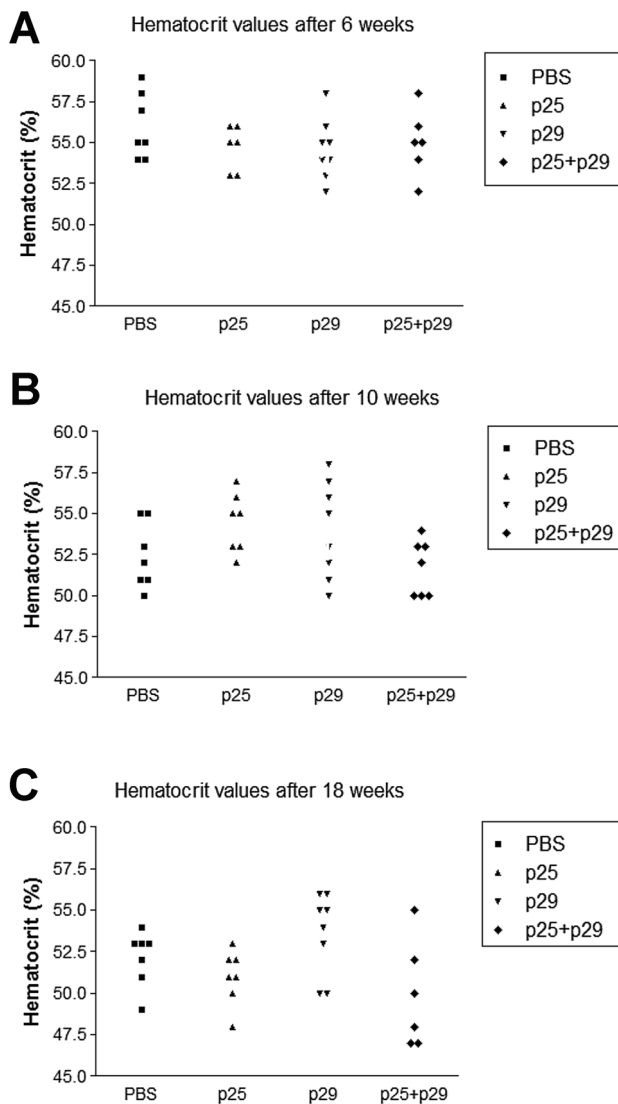 A
Hematocrit values after 6 weeks
Hematocrit (%)
60.0
57.5
55.0
52.5
50.0
47.5
45.0
PBS
p25
p29
p25+p29
PBS
p25
p29
p25+p29
B
Hematocrit values after 10 weeks
Hematocrit (%)
60.0
57.5
55.0
52.5
50.0
47.5
45.0
PBS
p25
p29
p25+p29
PBS
p25
p29
p25+p29
C
Hematocrit values after 18 weeks
Hematocrit (%)
60.0
57.5
55.0
52.5
50.0
47.5
45.0
PBS
p25
p29
p25+p29
PBS
p25
p29
p25+p29